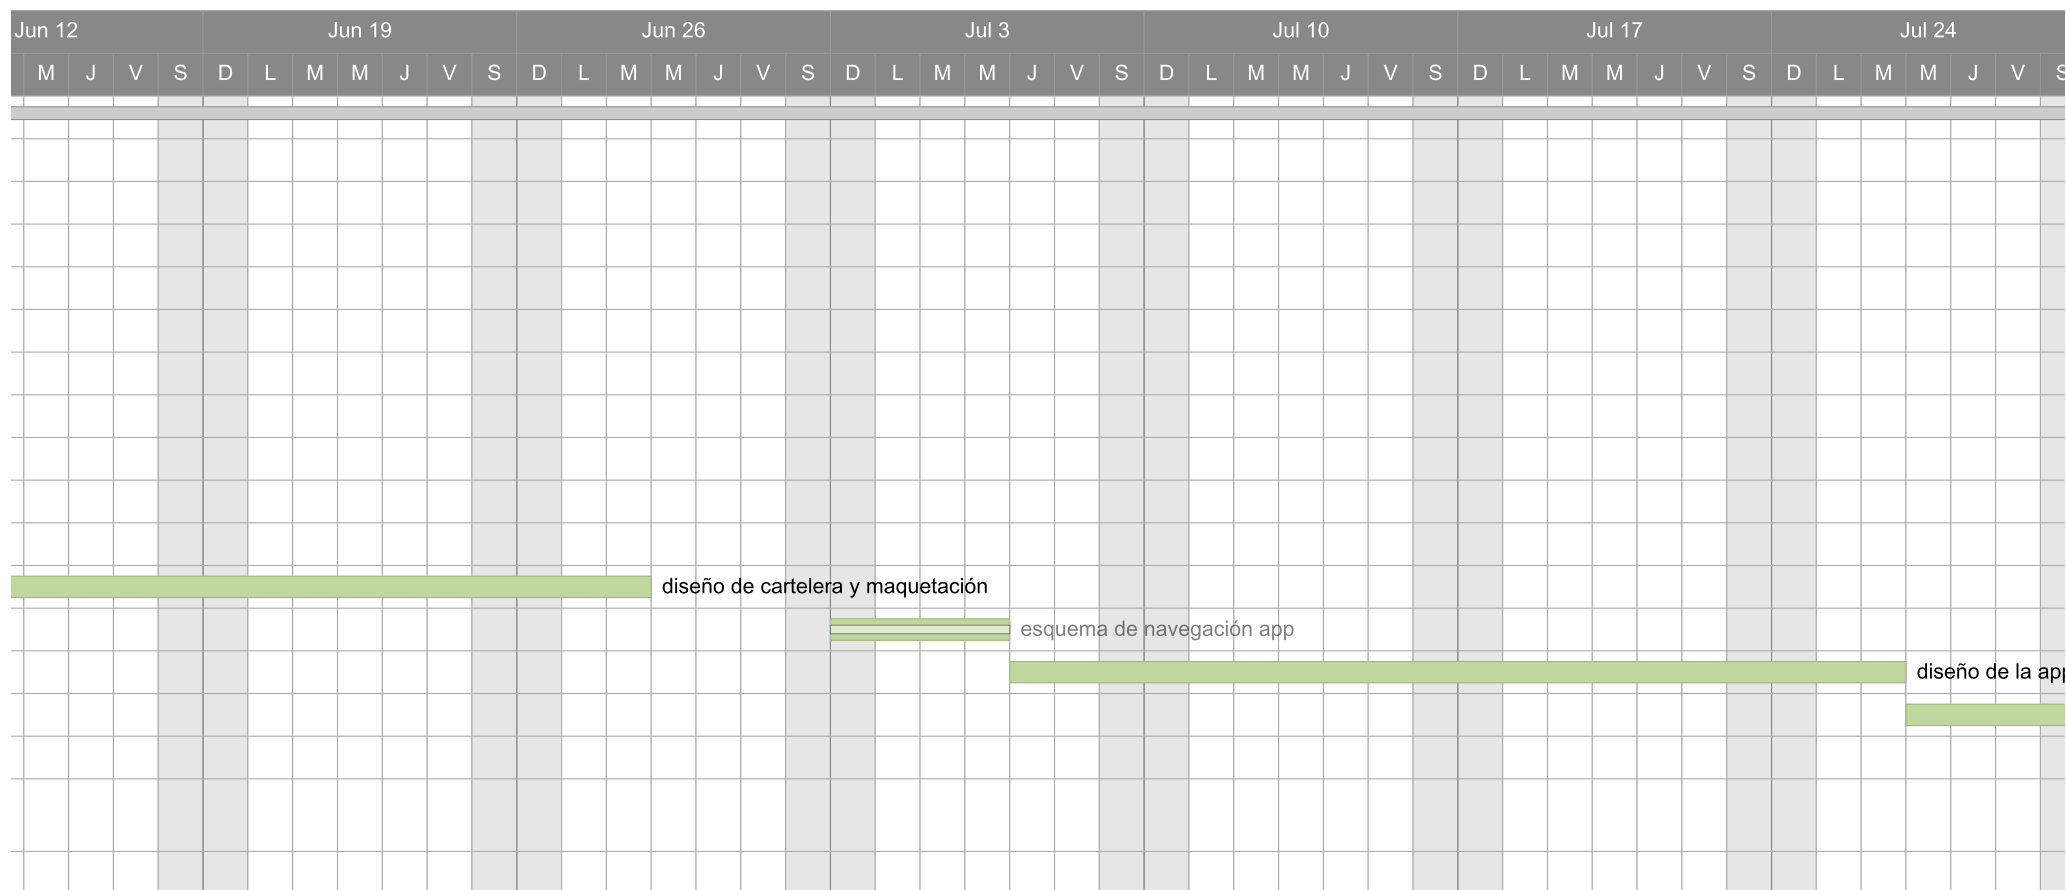 Jun 12 Jun 19 Jun 26 Jul 3 Jul 10 Jul 17 Jul 24
M J V S D L M M J V S D L M M J V S D L M M J V S D L M M J V S D L M M J V S D L M M J V S
diseño de cartelera y maquetación
esquema de navegación app
diseño de la app